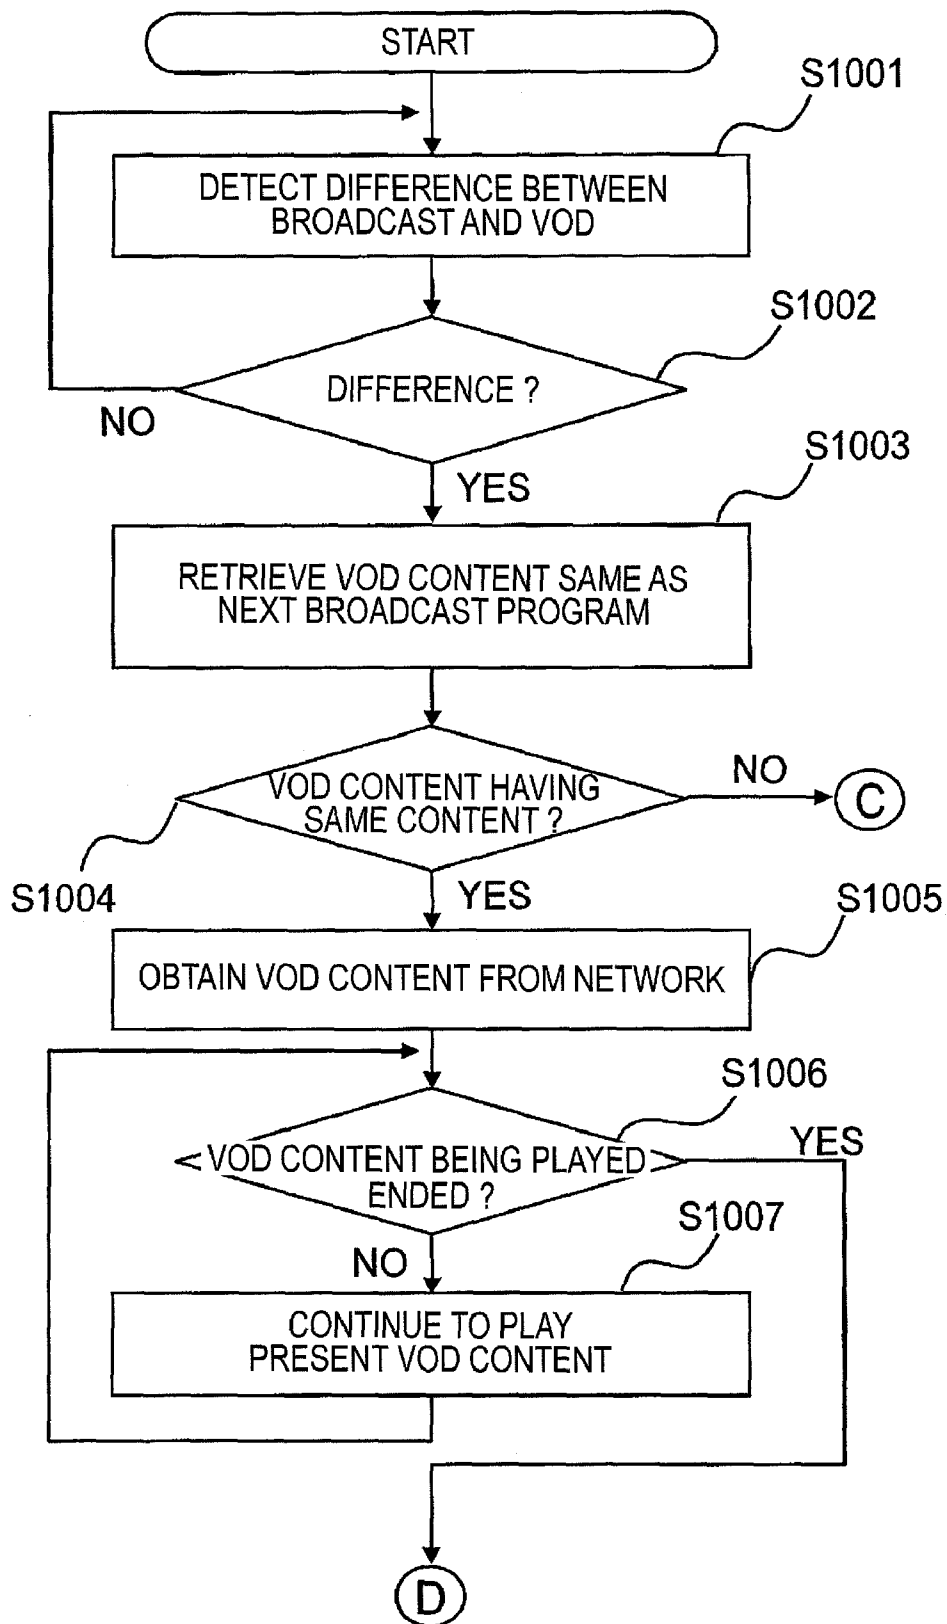 START
S1001
DETECT DIFFERENCE BETWEEN
BROADCAST AND VOD
S1002
DIFFERENCE ?
NO
S1003
YES
RETRIEVE VOD CONTENT SAME AS
NEXT BROADCAST PROGRAM
VOD CONTENT HAVING
SAME CONTENT ?
NO
C
S1004
YES
S1005
OBTAIN VOD CONTENT FROM NETWORK
S1006
YES
VOD CONTENT BEING PLAYED
ENDED ?
S1007
NO
CONTINUE TO PLAY
PRESENT VOD CONTENT
D